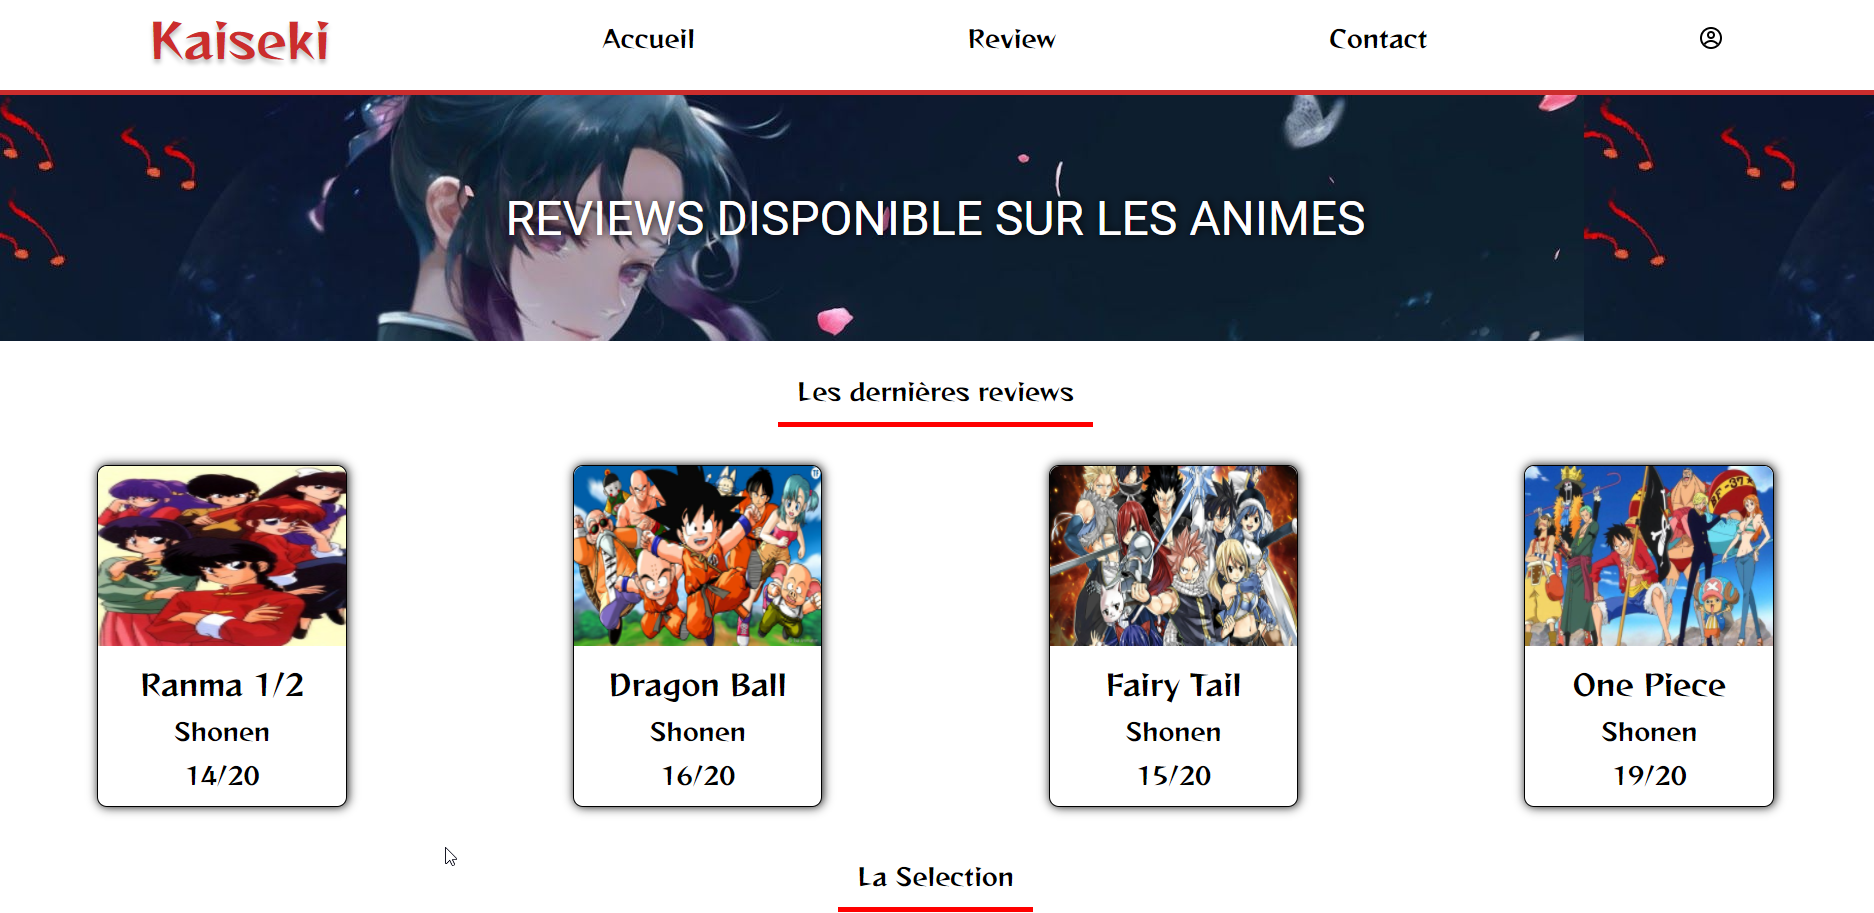 Kaiseki
Accueil
Review
Contact
REVIEWS DISPONIBLE SUR LES ANIMES
Les dernières reviews
Ranma 1/2
Shonen
14/20
Dragon Ball
Shonen
16/20
Fairy Tail
Shonen
15/20
One Piece
Shonen
19/20
La Selection